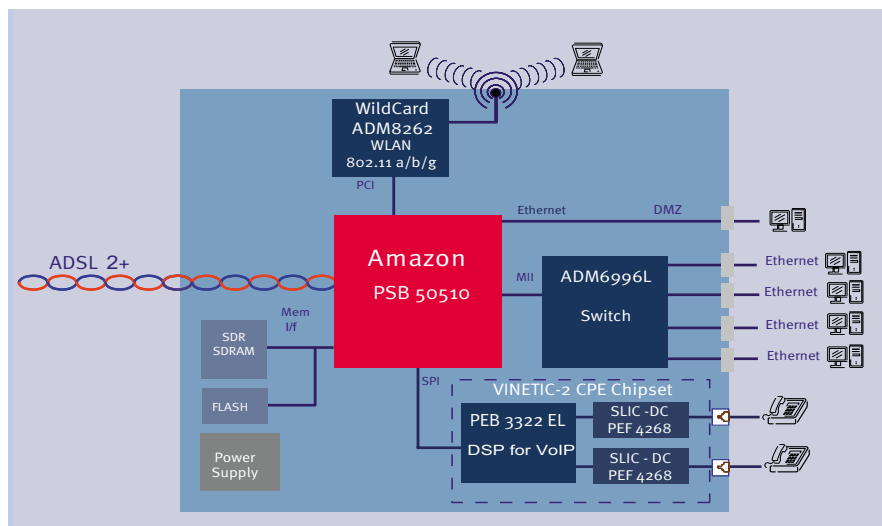 WildCard
ADM8262
WLAN
802.11 a/b/g
PCI
Ethernet
DMZ
ADSL 2+
Amazon
PSB 50510
MII
ADM6996L
Switch
Ethernet
Ethernet
Ethernet
Ethernet
Mem
I/f
SDR
SDRAM
FLASH
Power
Supply
SPI
VINETIC-2 CPE Chipset
PEB 3322 EL
DSP for VoIP
SLIC -DC
PEF 4268
SLIC - DC
PEF 4268